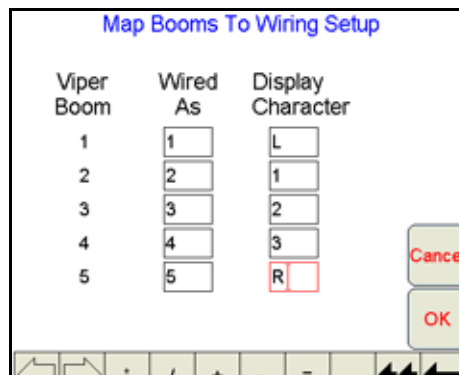 Map Booms To Wiring Setup
Viper Boom Wired As Display Character
1 1 L
2 2 1
3 3 2
4 4 3
5 5 R
Cance
OK